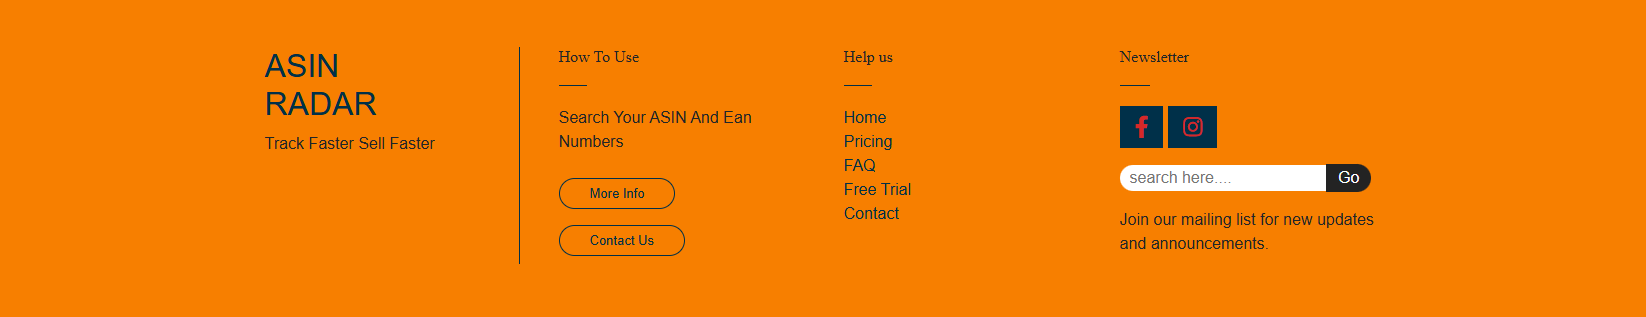 ASIN
RADAR
Track Faster Sell Faster
How To Use
Search Your ASIN And Ean
Numbers
More Info
Contact Us
Help us
Home
Pricing
FAQ
Free Trial
Contact
Newsletter
search here....
Go
Join our mailing list for new updates
and announcements.